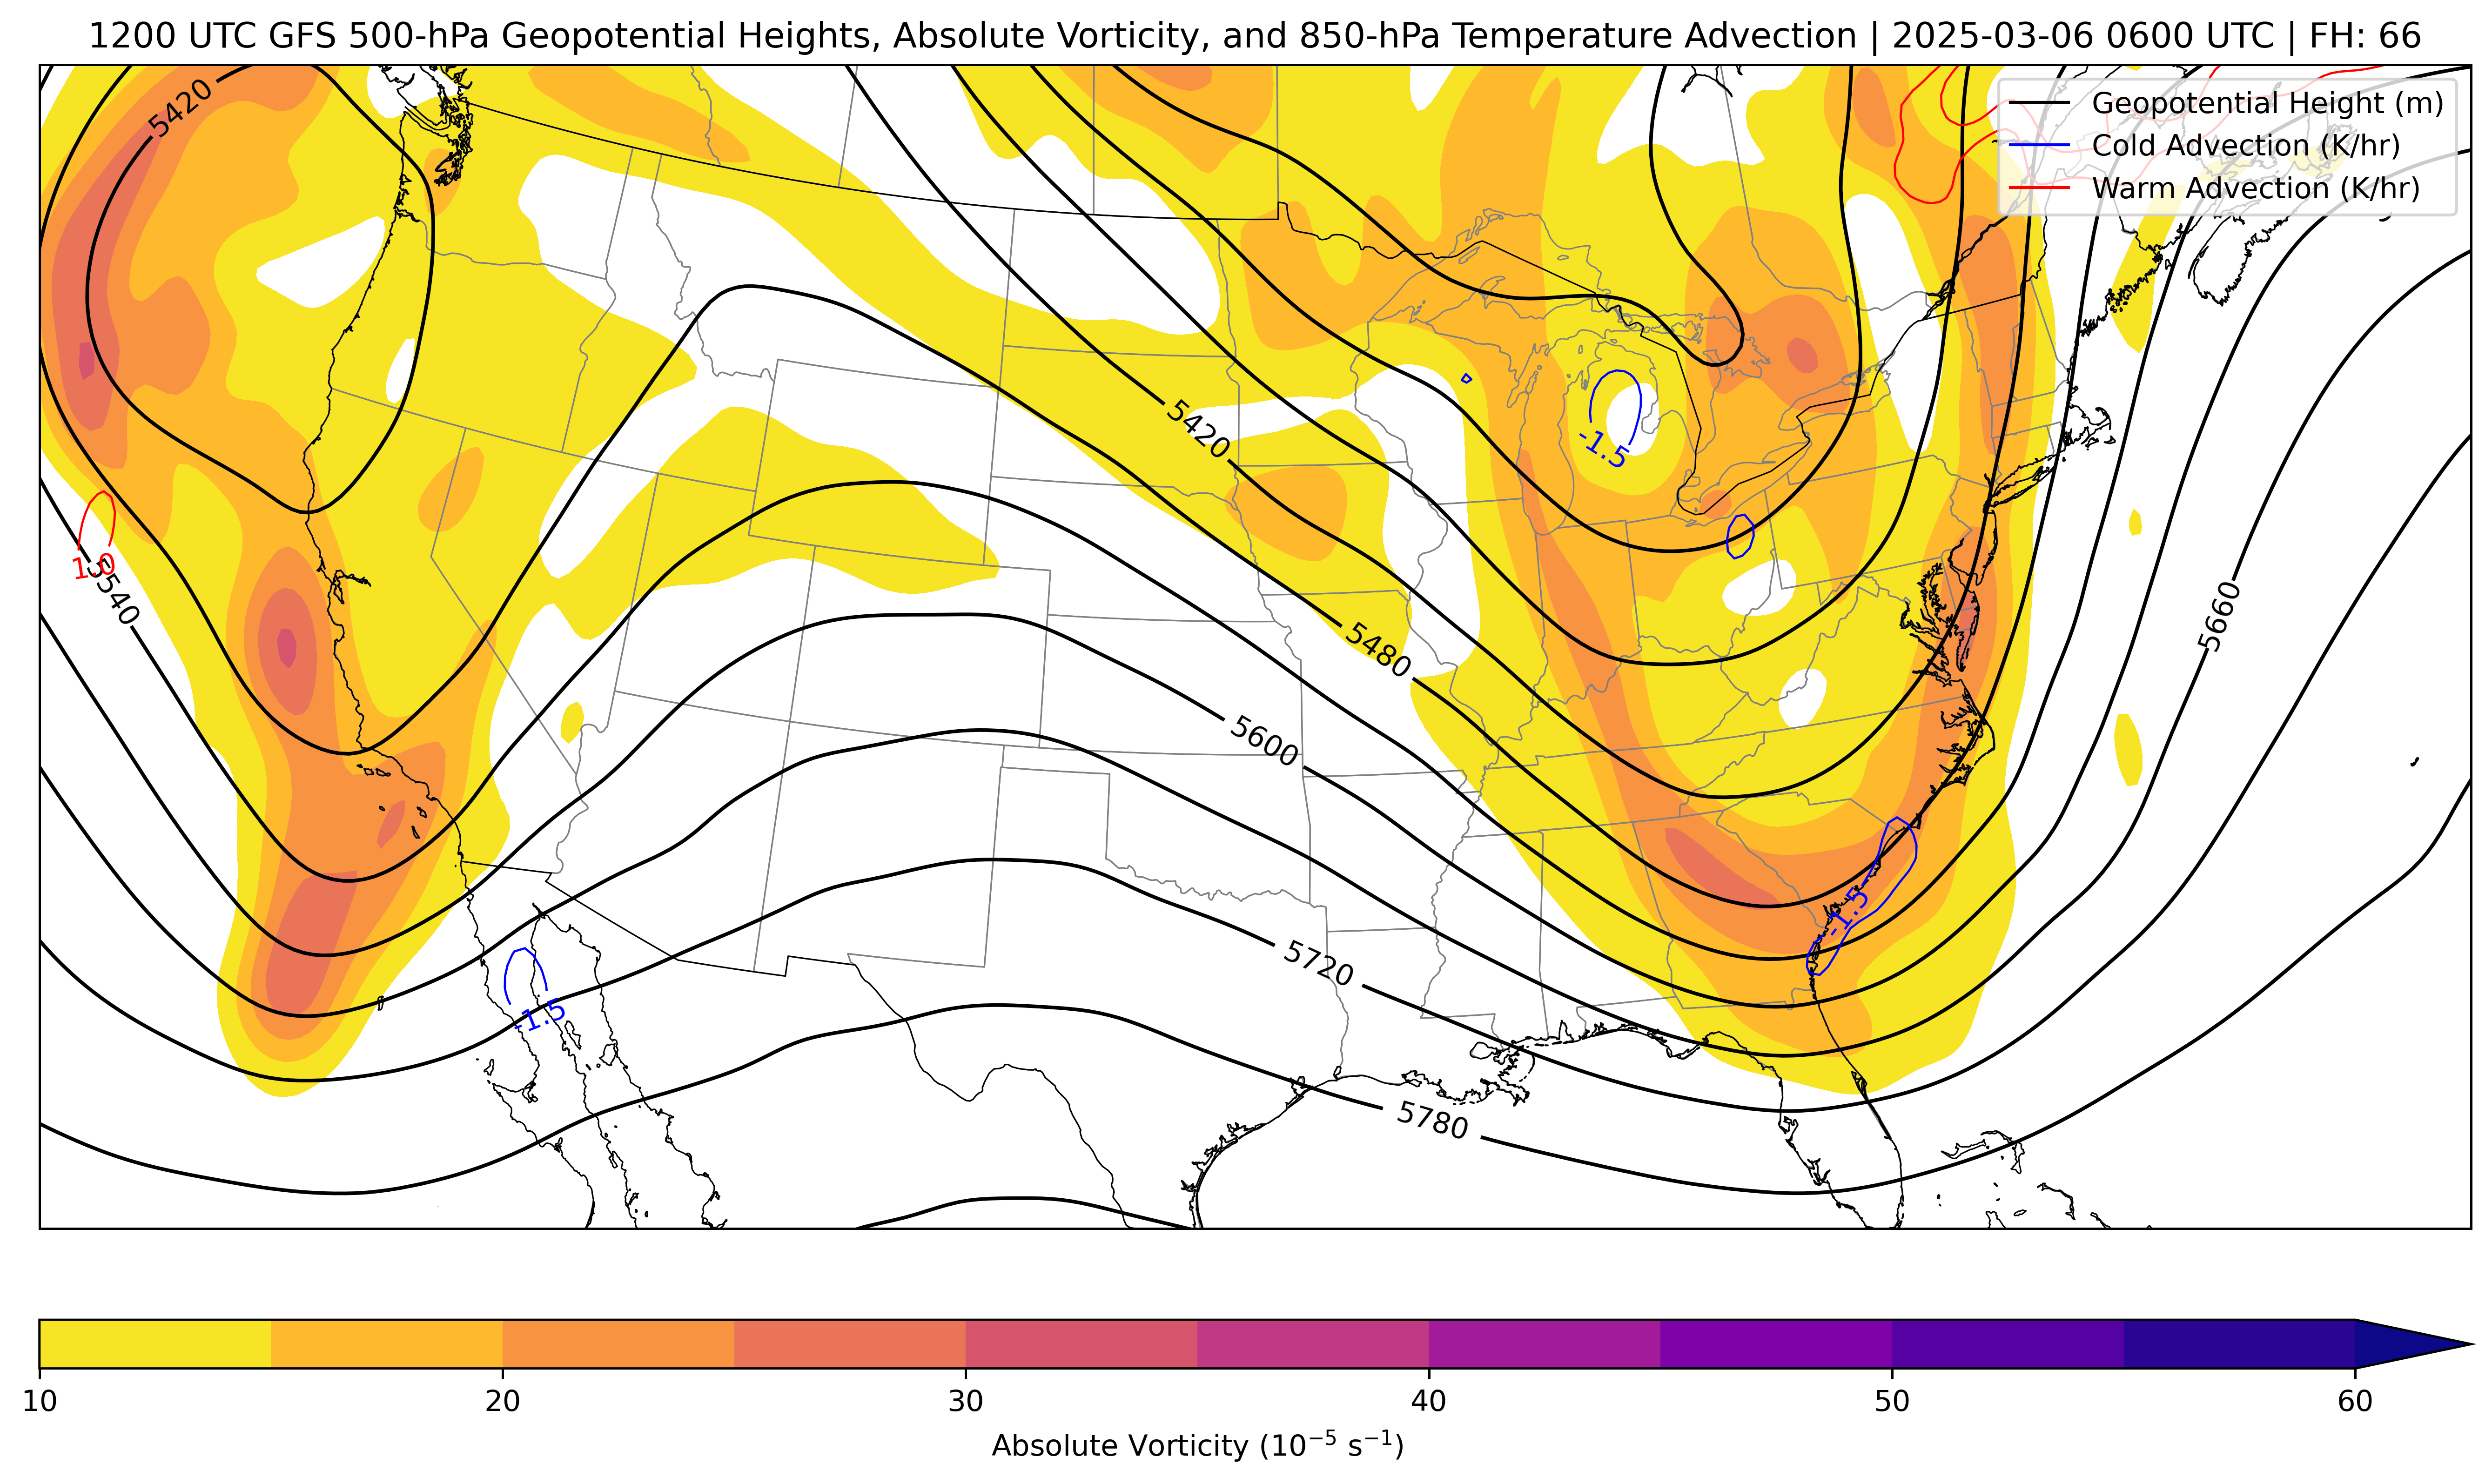 1200 UTC GFS 500-hPa Geopotential Heights, Absolute Vorticity, and 850-hPa Temperature Advection | 2025-03-06 0600 UTC | FH: 66
Geopotential Height (m)
Cold Advection (K/hr)
Warm Advection (K/hr)
5420
5420
-1.5
1.0
5540
5660
5480
5600
-1.5
5720
-1.5
5780
10 20 30 40 50 60
Absolute Vorticity (10⁻⁵ s⁻¹)